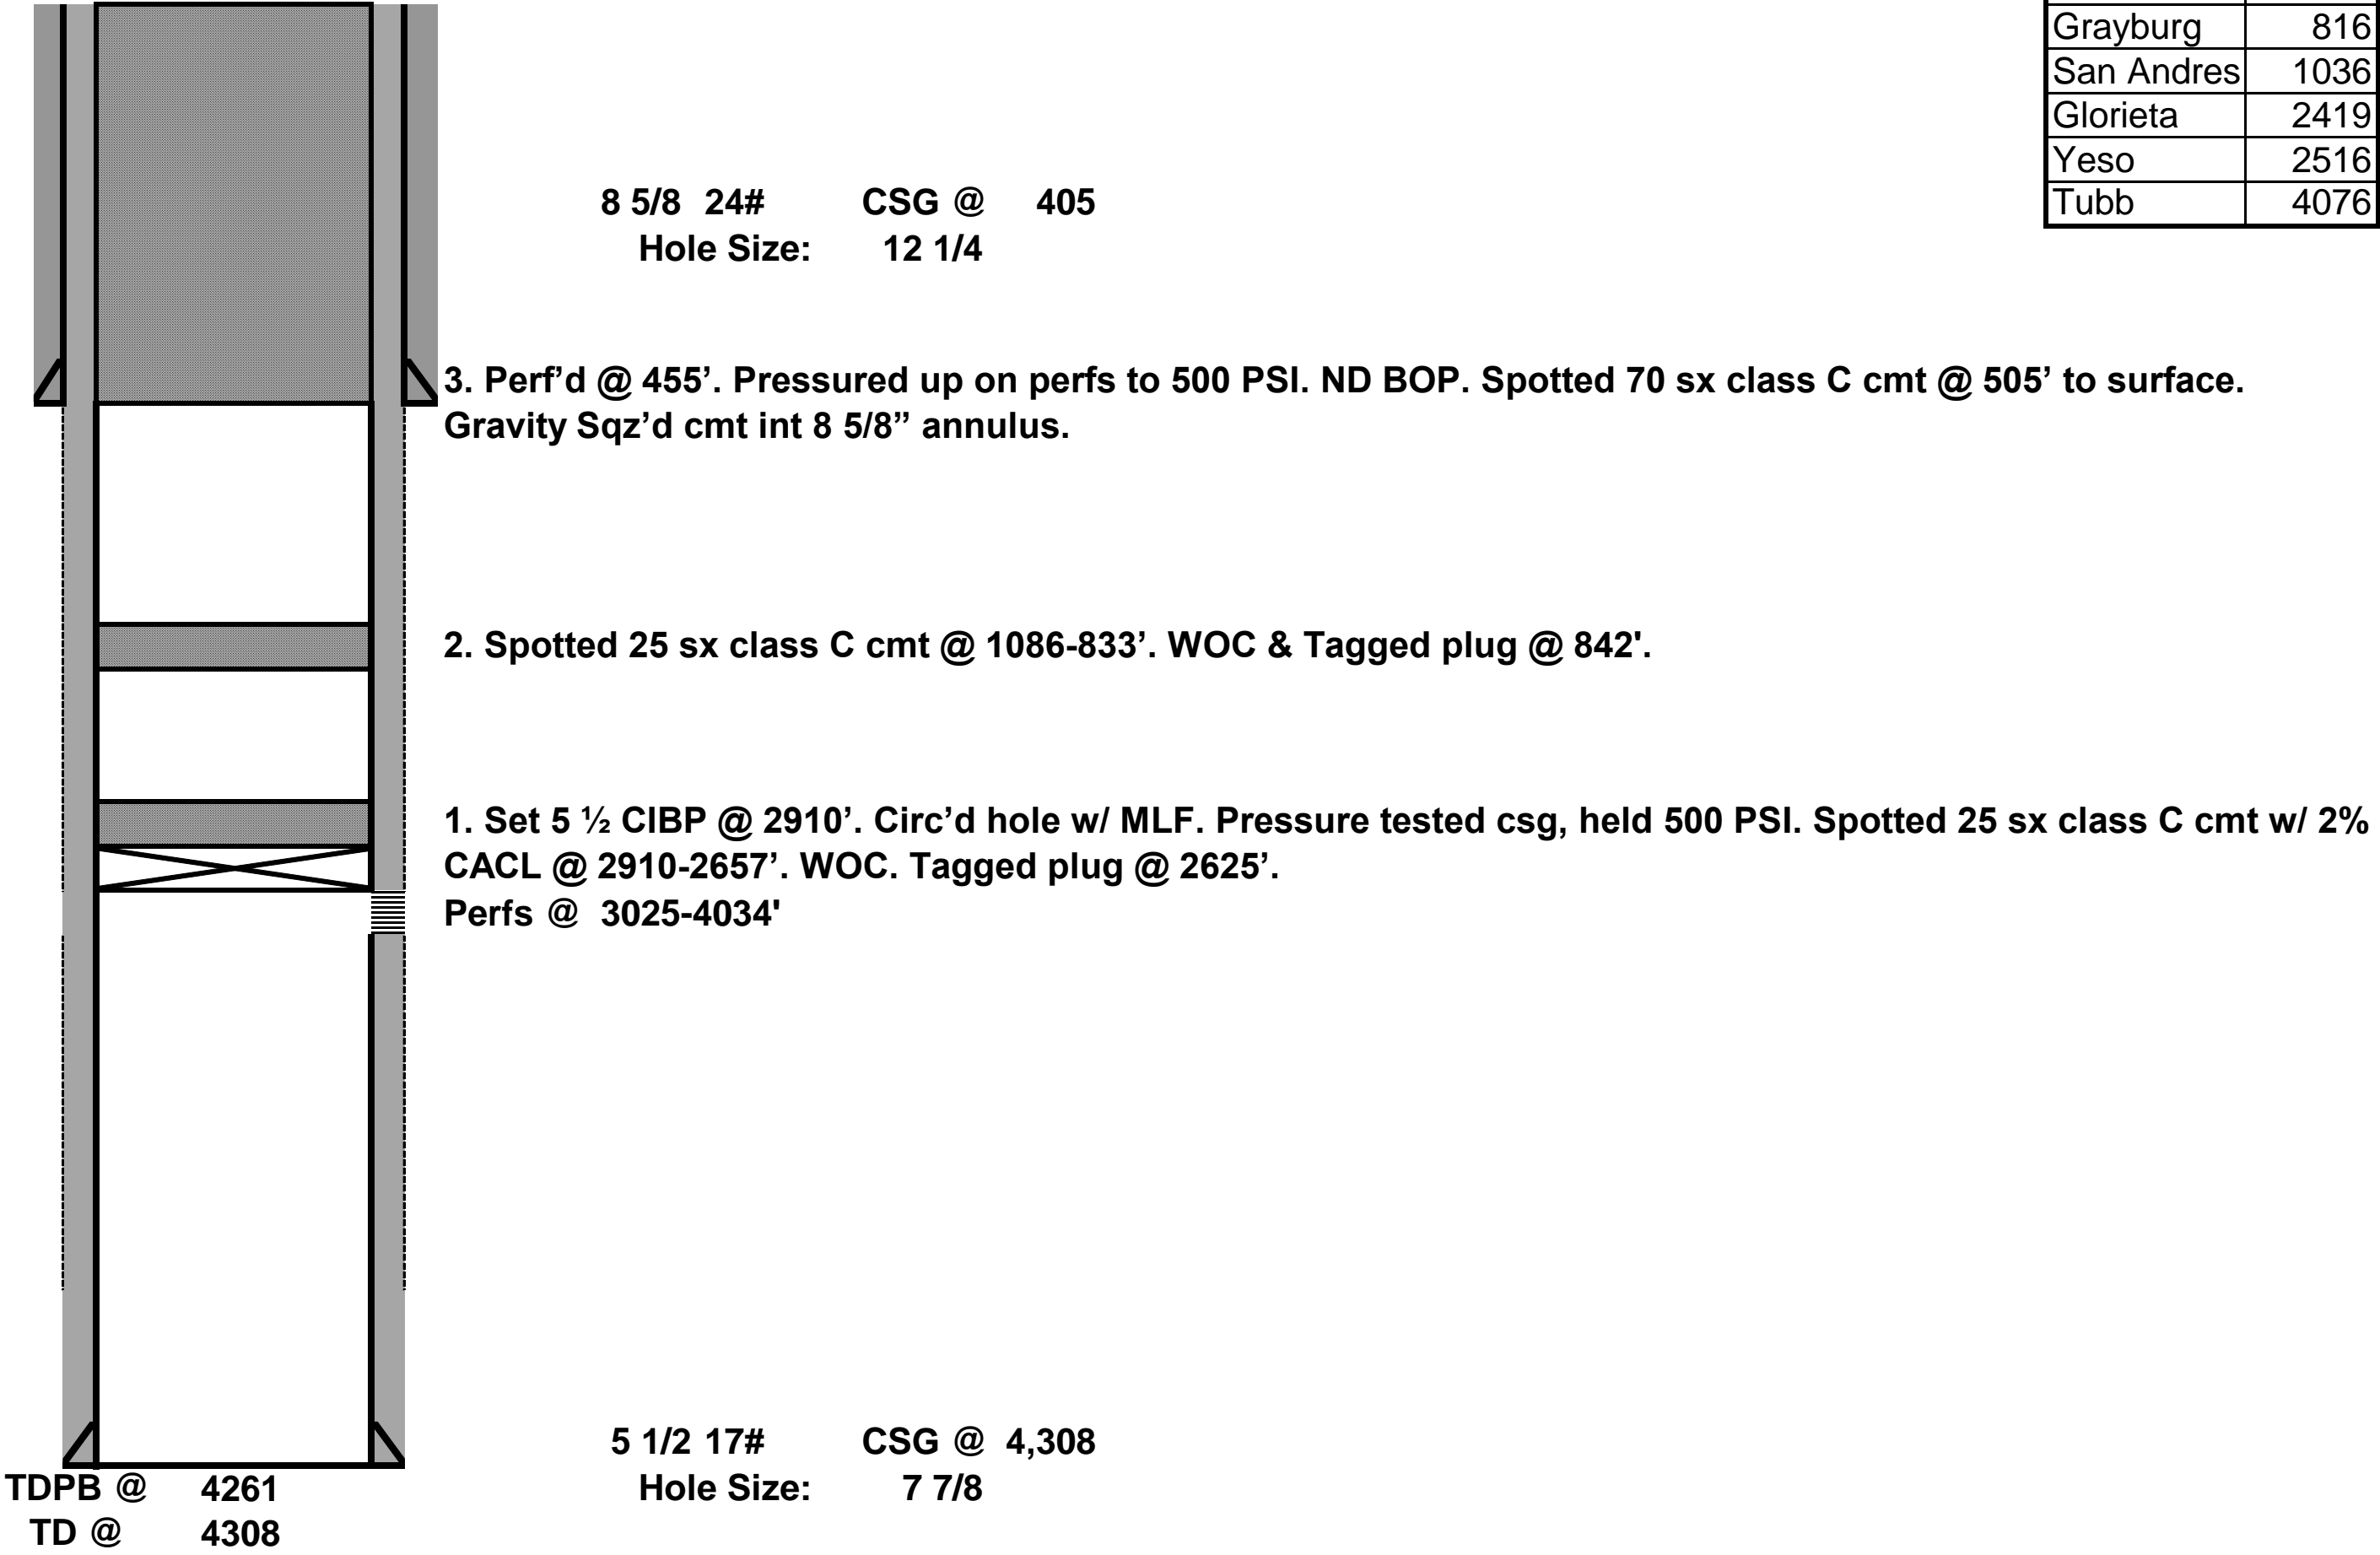 Grayburg 816
San Andres 1036
Glorieta 2419
Yeso 2516
Tubb 4076
8 5/8 24# CSG @ 405
Hole Size: 12 1/4
3. Perf’d @ 455’. Pressured up on perfs to 500 PSI. ND BOP. Spotted 70 sx class C cmt @ 505’ to surface.
Gravity Sqz’d cmt int 8 5/8” annulus.
2. Spotted 25 sx class C cmt @ 1086-833’. WOC & Tagged plug @ 842'.
1. Set 5 ½ CIBP @ 2910’. Circ’d hole w/ MLF. Pressure tested csg, held 500 PSI. Spotted 25 sx class C cmt w/ 2%
CACL @ 2910-2657’. WOC. Tagged plug @ 2625’.
Perfs @ 3025-4034'
5 1/2 17# CSG @ 4,308
Hole Size: 7 7/8
TDPB @ 4261
TD @ 4308